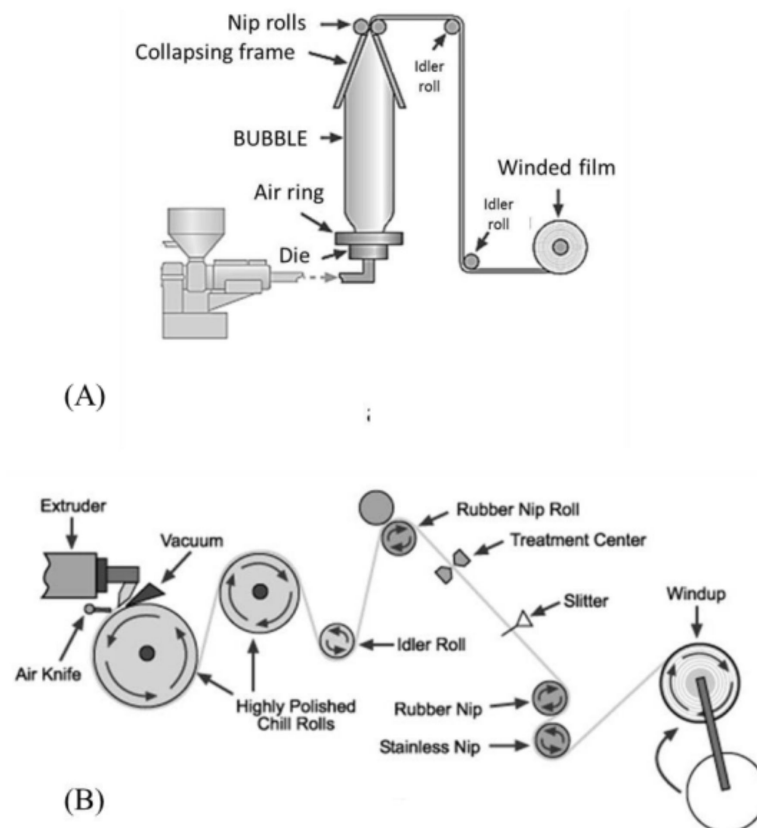 Nip rolls
Collapsing frame
Idler
roll
BUBBLE
Winded film
Air ring
Idler
roll
Die
(A)
Extruder
Vacuum
Rubber Nip Roll
Treatment Center
Slitter
Windup
Air Knife
Idler Roll
Highly Polished
Chill Rolls
Rubber Nip
Stainless Nip
(B)